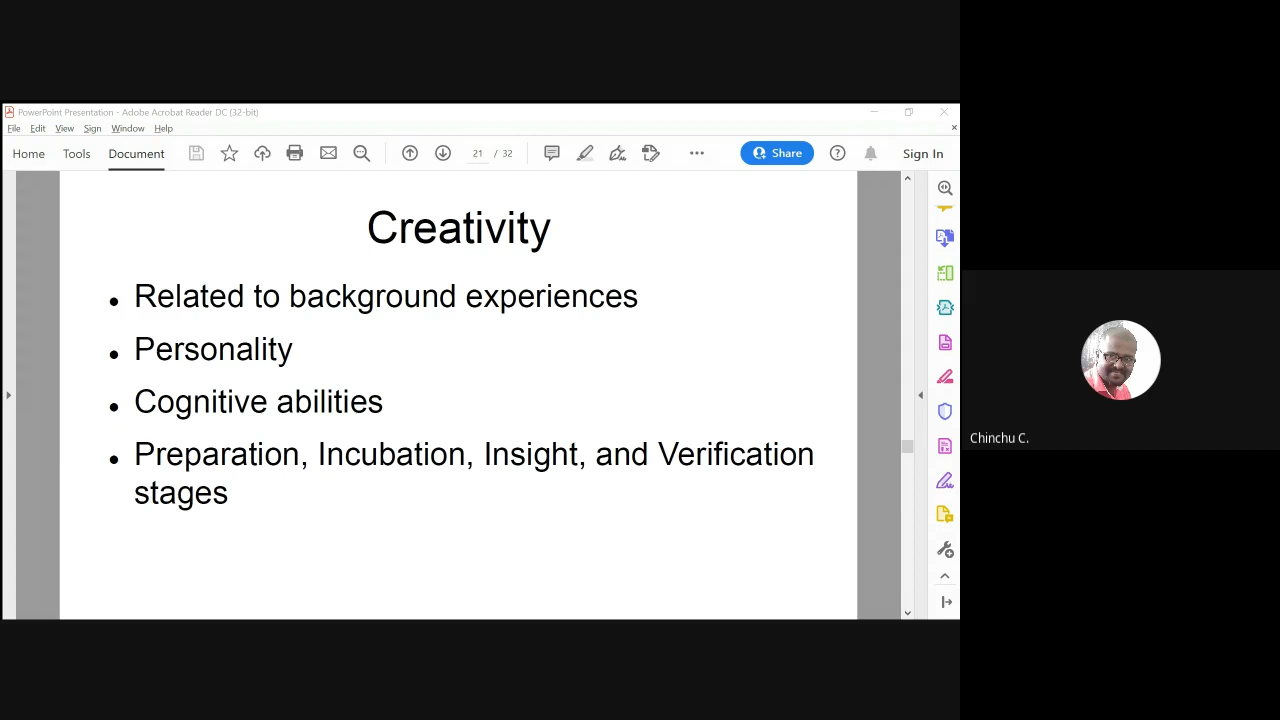 PowerPoint Presentation - Adobe Acrobat Reader DC (32-bit)
File Edit View Sign Window Help
Home Tools Document 21 / 32 Share Sign In
Creativity
Related to background experiences
Personality
Cognitive abilities
Preparation, Incubation, Insight, and Verification
stages
Chinchu C.